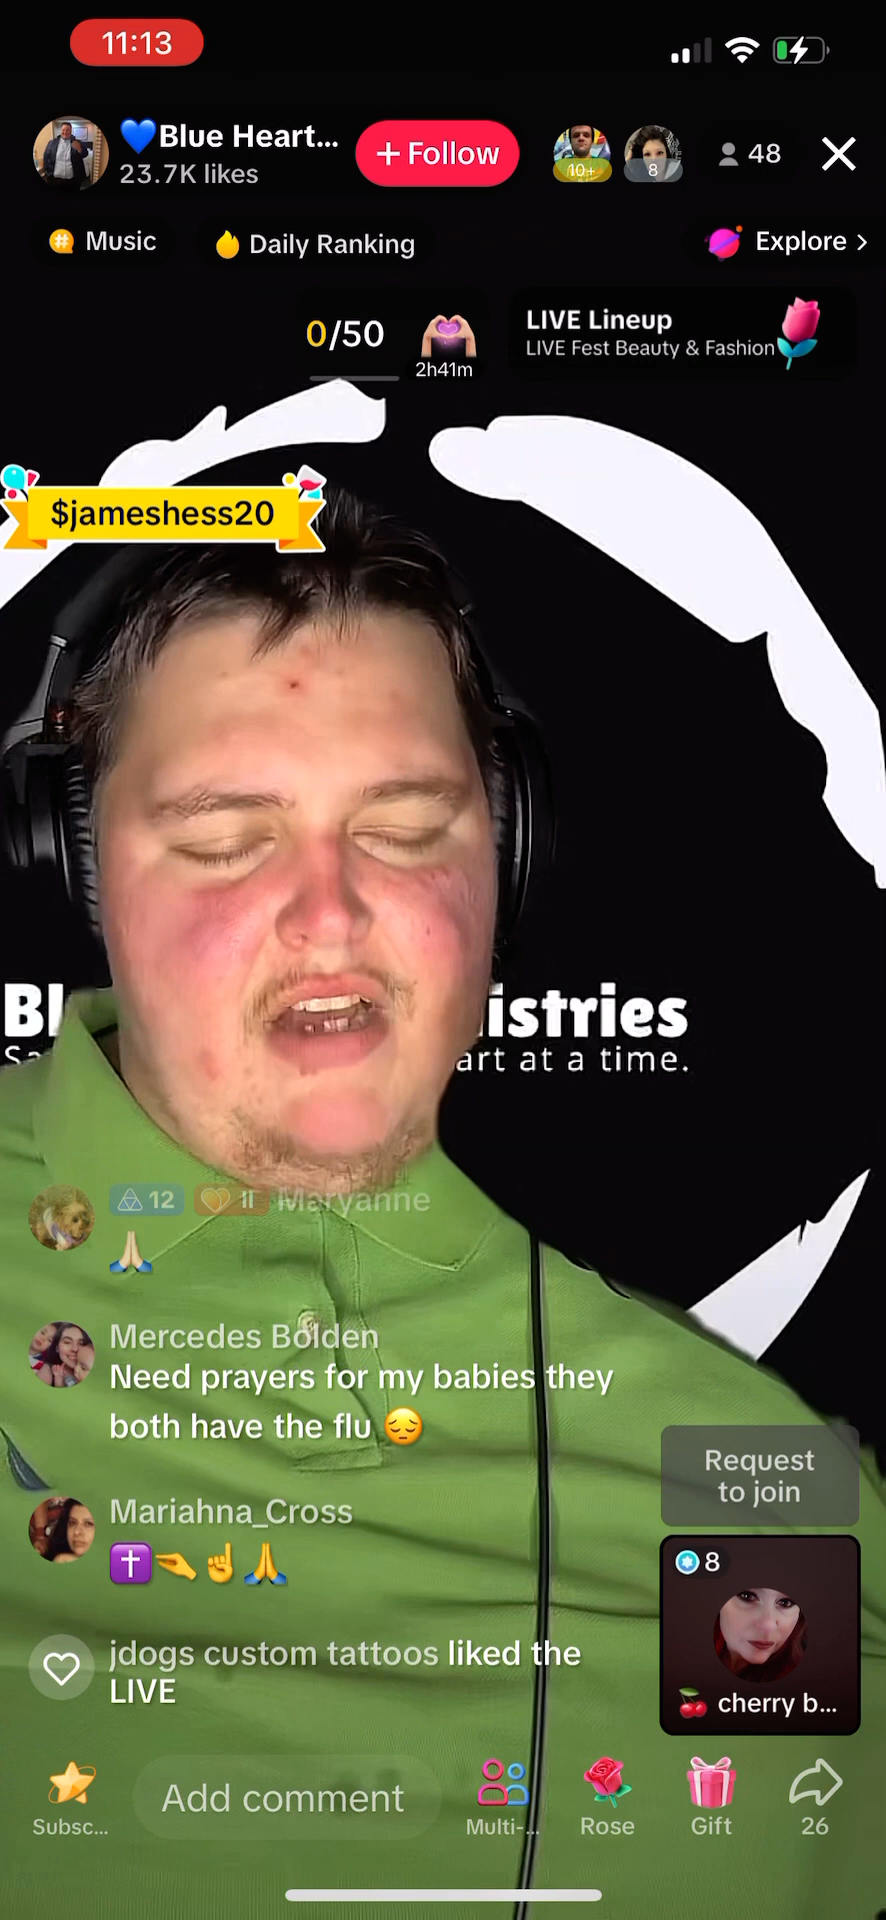 11:13
💙Blue Heart...
+ Follow
10+
8
48
23.7K likes
Music
Daily Ranking
Explore >
0/50
2h41m
LIVE Lineup
LIVE Fest Beauty & Fashion
$jameshess20
Bl istries
Sa art at a time.
12 II Maryanne
🙏🏼
Mercedes Bolden
Need prayers for my babies they
both have the flu 😔
Mariahna_Cross
✝️🫴☝️🙏
Request
to join
8
🍒 cherry b...
jdogs custom tattoos liked the
LIVE
Add comment
Subsc...
Multi-...
Rose
Gift
26